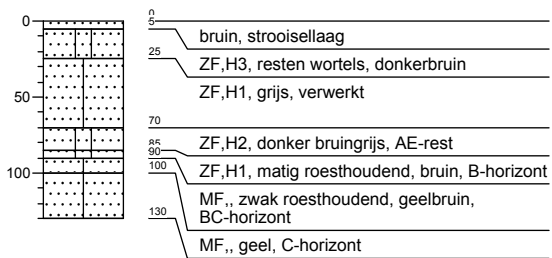 0
0
5
bruin, strooisellaag
25
ZF,H3, resten wortels, donkerbruin
ZF,H1, grijs, verwerkt
50
70
ZF,H2, donker bruingrijs, AE-rest
85
90
ZF,H1, matig roesthoudend, bruin, B-horizont
100
100
MF,, zwak roesthoudend, geelbruin,
BC-horizont
130
MF,, geel, C-horizont